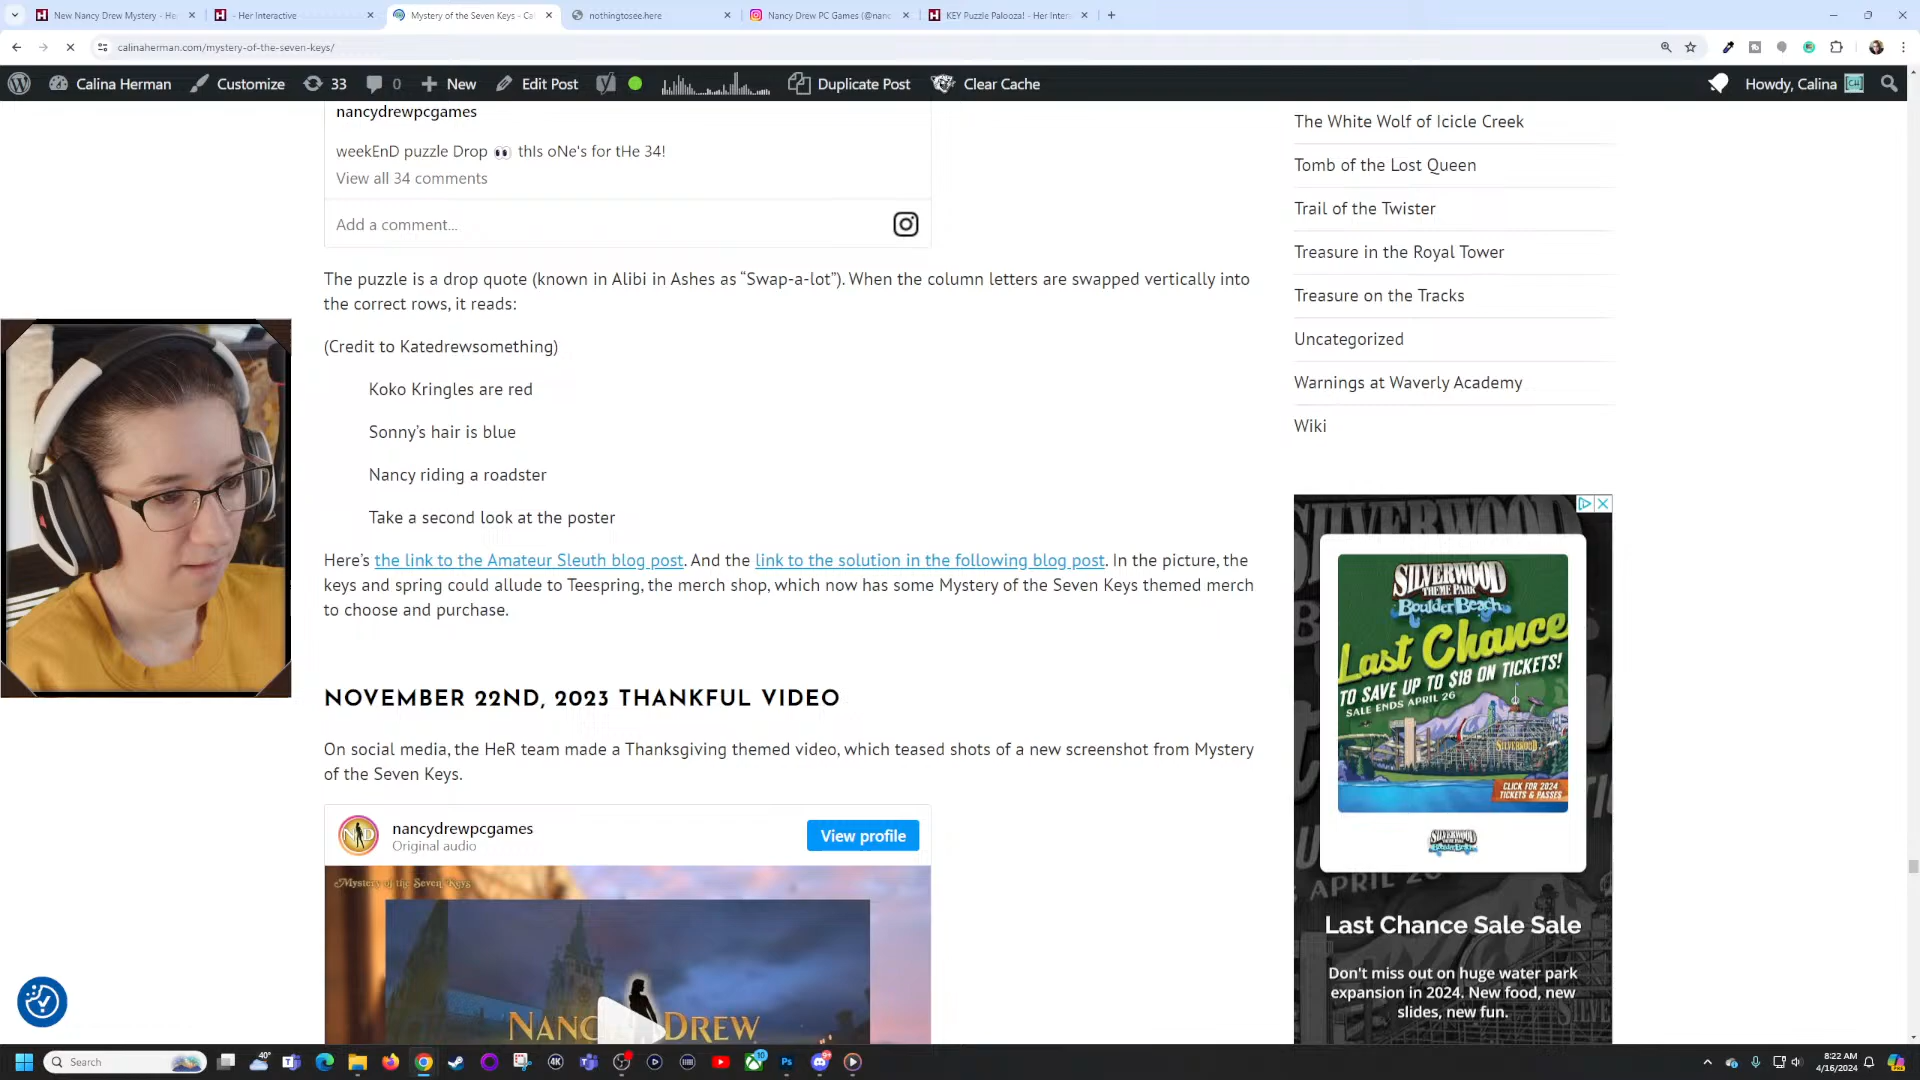 New Nancy Drew Mystery - He
- Her Interactive
Mystery of the Seven Keys - Ca
nothingtosee.here
Nancy Drew PC Games (@nanc
KEY Puzzle Palooza! - Her Inter
calinaherman.com/mystery-of-the-seven-keys/
Calina Herman
Customize
33
0
New
Edit Post
Duplicate Post
Clear Cache
Howdy, Calina
nancydrewpcgames
weekEnD puzzle Drop 👀 thIs oNe's for tHe 34!
View all 34 comments
Add a comment...
The puzzle is a drop quote (known in Alibi in Ashes as “Swap-a-lot”). When the column letters are swapped vertically into
the correct rows, it reads:
(Credit to Katedrewsomething)
Koko Kringles are red
Sonny’s hair is blue
Nancy riding a roadster
Take a second look at the poster
Here’s the link to the Amateur Sleuth blog post. And the link to the solution in the following blog post. In the picture, the
keys and spring could allude to Teespring, the merch shop, which now has some Mystery of the Seven Keys themed merch
to choose and purchase.
NOVEMBER 22ND, 2023 THANKFUL VIDEO
On social media, the HeR team made a Thanksgiving themed video, which teased shots of a new screenshot from Mystery
of the Seven Keys.
nancydrewpcgames
Original audio
View profile
Mystery of the Seven Keys
NANCY DREW
The White Wolf of Icicle Creek
Tomb of the Lost Queen
Trail of the Twister
Treasure in the Royal Tower
Treasure on the Tracks
Uncategorized
Warnings at Waverly Academy
Wiki
SILVERWOOD
THEME PARK
Boulder Beach
Last Chance
TO SAVE UP TO $18 ON TICKETS!
SALE ENDS APRIL 26
CLICK FOR 2024
TICKETS & PASSES
SILVERWOOD
Last Chance Sale Sale
Don't miss out on huge water park
expansion in 2024. New food, new
slides, new fun.
Search
40°
8:22 AM
4/16/2024